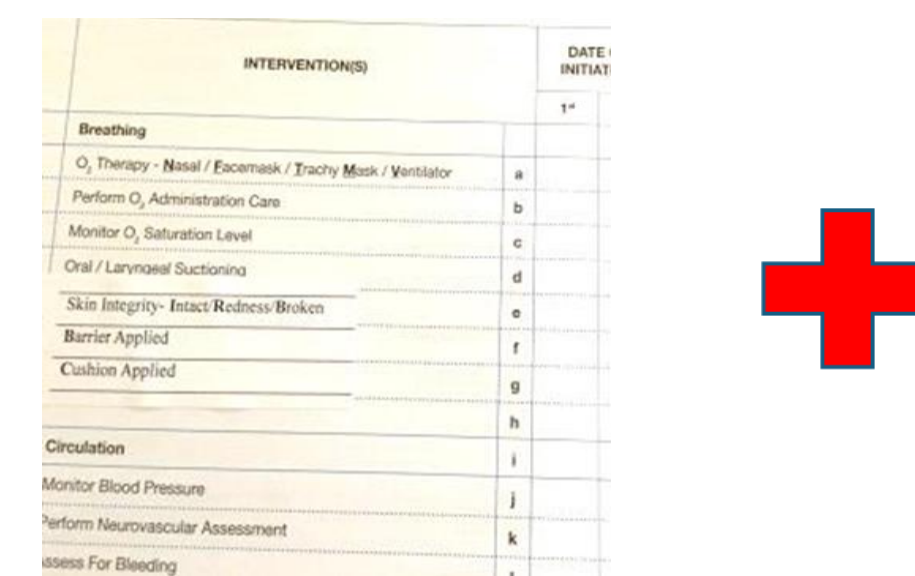 INTERVENTION(S)
DATE
INITIAT
1st
Breathing
O₂ Therapy - Nasal / Facemask / Trachy Mask / Ventilator a
Perform O₂ Administration Care b
Monitor O₂ Saturation Level c
Oral / Laryngeal Suctioning d
Skin Integrity- Intact/Redness/Broken e
Barrier Applied f
Cushion Applied g
h
Circulation i
Monitor Blood Pressure j
Perform Neurovascular Assessment k
ssess For Bleeding